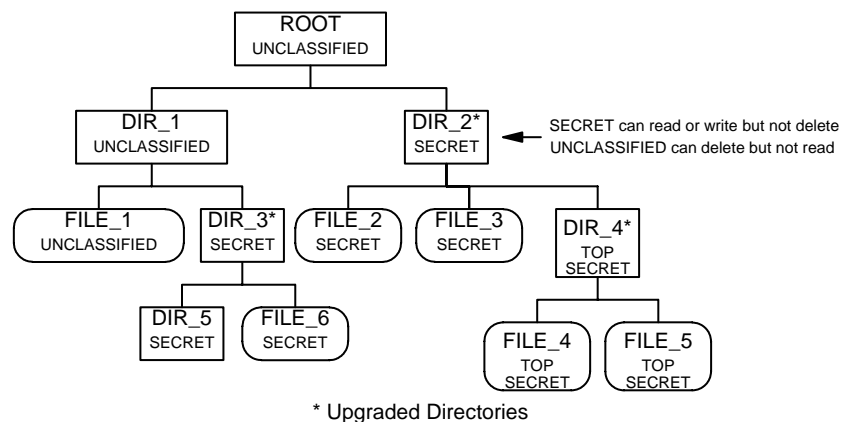 ROOT
UNCLASSIFIED
DIR_1
UNCLASSIFIED
DIR_2*
SECRET
SECRET can read or write but not delete
UNCLASSIFIED can delete but not read
FILE_1
UNCLASSIFIED
DIR_3*
SECRET
FILE_2
SECRET
FILE_3
SECRET
DIR_4*
TOP
SECRET
DIR_5
SECRET
FILE_6
SECRET
FILE_4
TOP
SECRET
FILE_5
TOP
SECRET
* Upgraded Directories